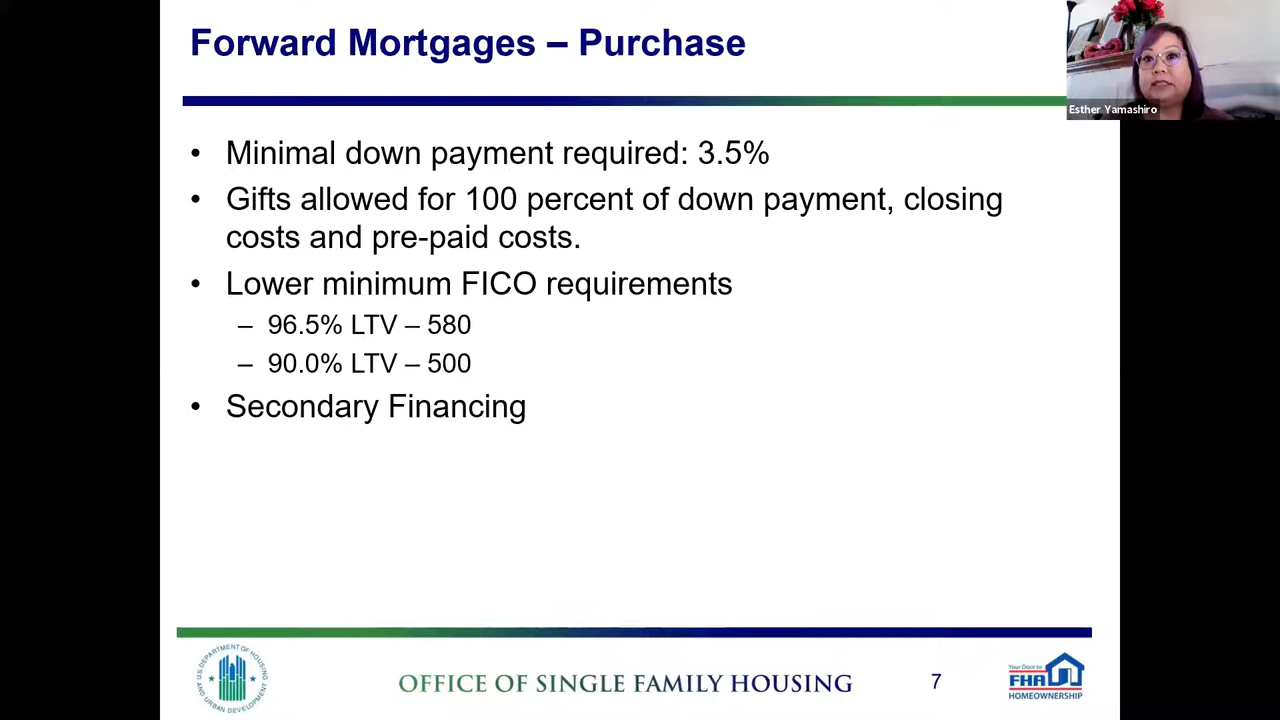 Forward Mortgages – Purchase
Esther Yamashiro
• Minimal down payment required: 3.5%
• Gifts allowed for 100 percent of down payment, closing
costs and pre-paid costs.
• Lower minimum FICO requirements
– 96.5% LTV – 580
– 90.0% LTV – 500
• Secondary Financing
U.S. DEPARTMENT OF HOUSING
AND URBAN DEVELOPMENT
OFFICE OF SINGLE FAMILY HOUSING
7
Your Door to
FHA
HOMEOWNERSHIP